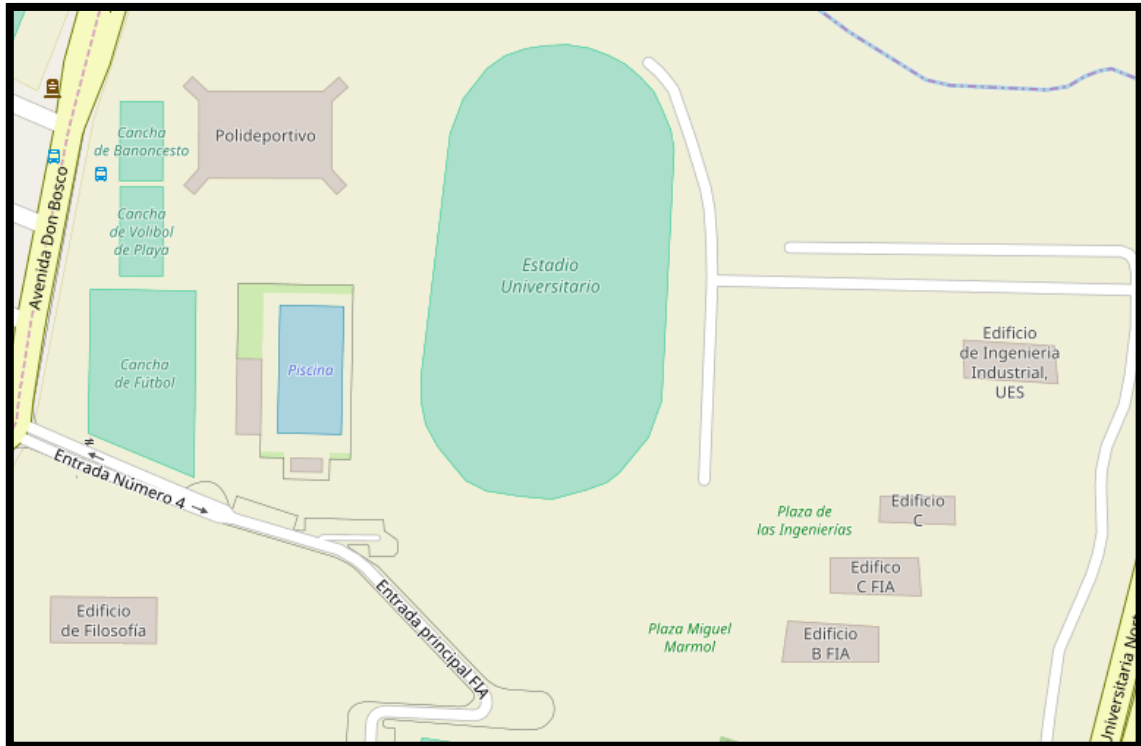 Polideportivo
Cancha
de Banoncesto
Avenida Don Bosco
Cancha
de Volibol
de Playa
Estadio
Universitario
Cancha
de Fútbol
Piscina
Edificio
de Ingenieria
Industrial,
UES
Entrada Número 4
Edificio
C
Plaza de
las Ingenierías
Edifico
C FIA
Edificio
de Filosofía
Entrada principal FIA
Plaza Miguel
Marmol
Edificio
B FIA
Universitaria